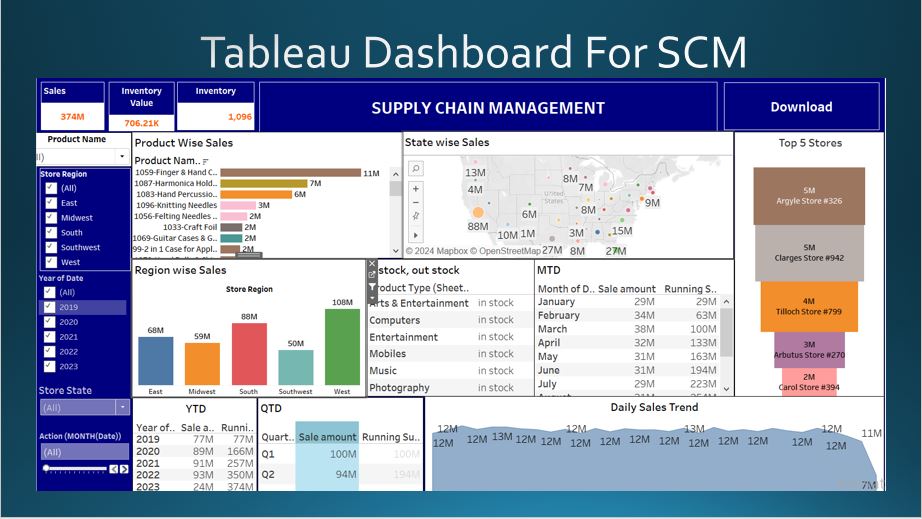 Tableau Dashboard For SCM
Sales
374M
Inventory
Value
706.21K
Inventory
1,096
SUPPLY CHAIN MANAGEMENT
Download
Product Name
ll)
Store Region
(All)
East
Midwest
South
Southwest
West
Year of Date
(All)
2019
2020
2021
2022
2023
Store State
(All)
Action (MONTH(Date))
(All)
Product Wise Sales
Product Nam..
1059-Finger & Hand C...
11M
1087-Harmonica Hold...
7M
1083-Hand Percussio...
6M
1096-Knitting Needles
3M
1056-Felting Needles ..
2M
1033-Craft Foil
2M
1069-Guitar Cases & G..
2M
99-2 in 1 Case for Appl..
2M
State wise Sales
13M
4M
88M
6M
10M
1M
8M
7M
8M
9M
3M
15M
27M
8M
27M
United
States
© 2024 Mapbox © OpenStreetMap
Top 5 Stores
5M
Argyle Store #326
5M
Clarges Store #942
4M
Tilloch Store #799
3M
Arbutus Store #270
2M
Carol Store #394
Region wise Sales
Store Region
68M
59M
88M
50M
108M
East
Midwest
South
Southwest
West
stock, out stock
roduct Type (Sheet..
Arts & Entertainment in stock
Computers in stock
Entertainment in stock
Mobiles in stock
Music in stock
Photography in stock
MTD
Month of D.. Sale amount Running S..
January 29M 29M
February 34M 63M
March 38M 100M
April 32M 133M
May 31M 163M
June 31M 194M
July 29M 223M
YTD
Year of.. Sale a.. Runni..
2019 77M 77M
2020 89M 166M
2021 91M 257M
2022 93M 350M
2023 24M 374M
QTD
Quart.. Sale amount Running Su..
Q1 100M 100M
Q2 94M 194M
Daily Sales Trend
12M
12M
12M
13M
12M
12M
12M
12M
12M
12M
12M
12M
12M
12M
12M
11M
7M